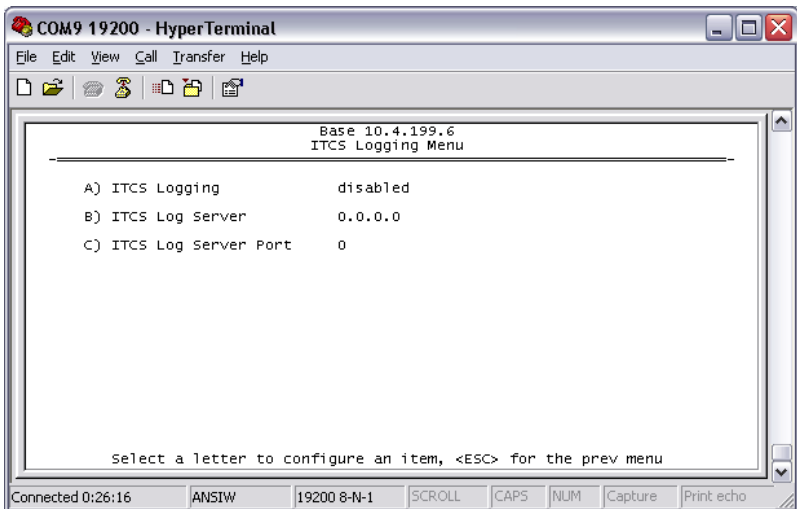 COM9 19200 - HyperTerminal
File Edit View Call Transfer Help
Base 10.4.199.6
ITCS Logging Menu
A) ITCS Logging disabled
B) ITCS Log Server 0.0.0.0
C) ITCS Log Server Port 0
Select a letter to configure an item, <ESC> for the prev menu
Connected 0:26:16 ANSIW 19200 8-N-1 SCROLL CAPS NUM Capture Print echo